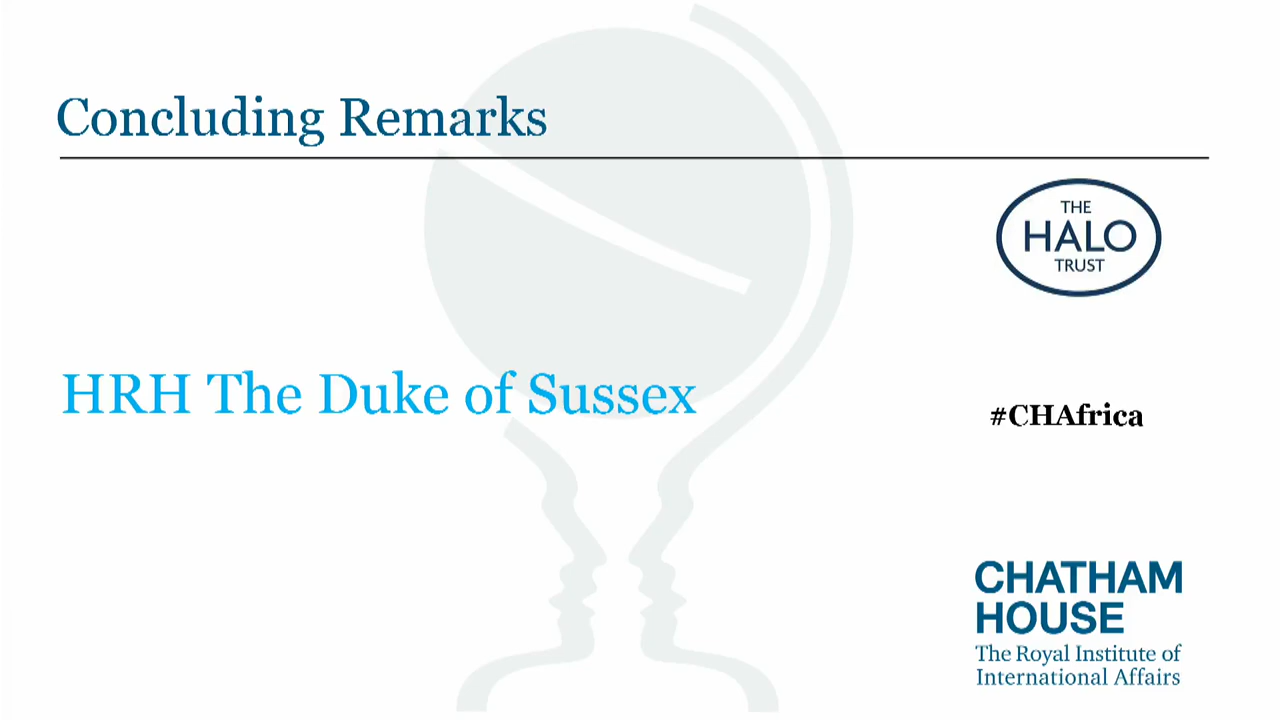 Concluding Remarks
THE
HALO
TRUST
HRH The Duke of Sussex
#CHAfrica
CHATHAM
HOUSE
The Royal Institute of
International Affairs